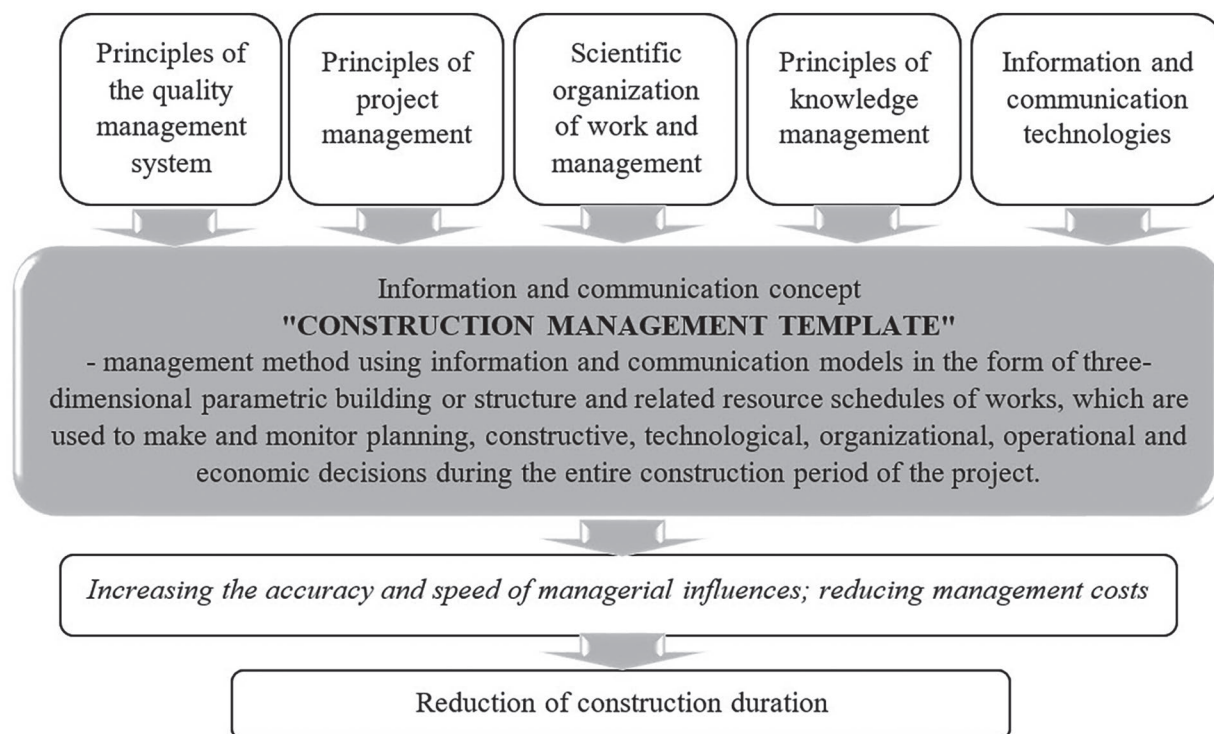 Principles of
the quality
management
system
Principles of
project
management
Scientific
organization
of work and
management
Principles of
knowledge
management
Information and
communication
technologies
Information and communication concept
"CONSTRUCTION MANAGEMENT TEMPLATE"
- management method using information and communication models in the form of three-
dimensional parametric building or structure and related resource schedules of works, which are
used to make and monitor planning, constructive, technological, organizational, operational and
economic decisions during the entire construction period of the project.
Increasing the accuracy and speed of managerial influences; reducing management costs
Reduction of construction duration